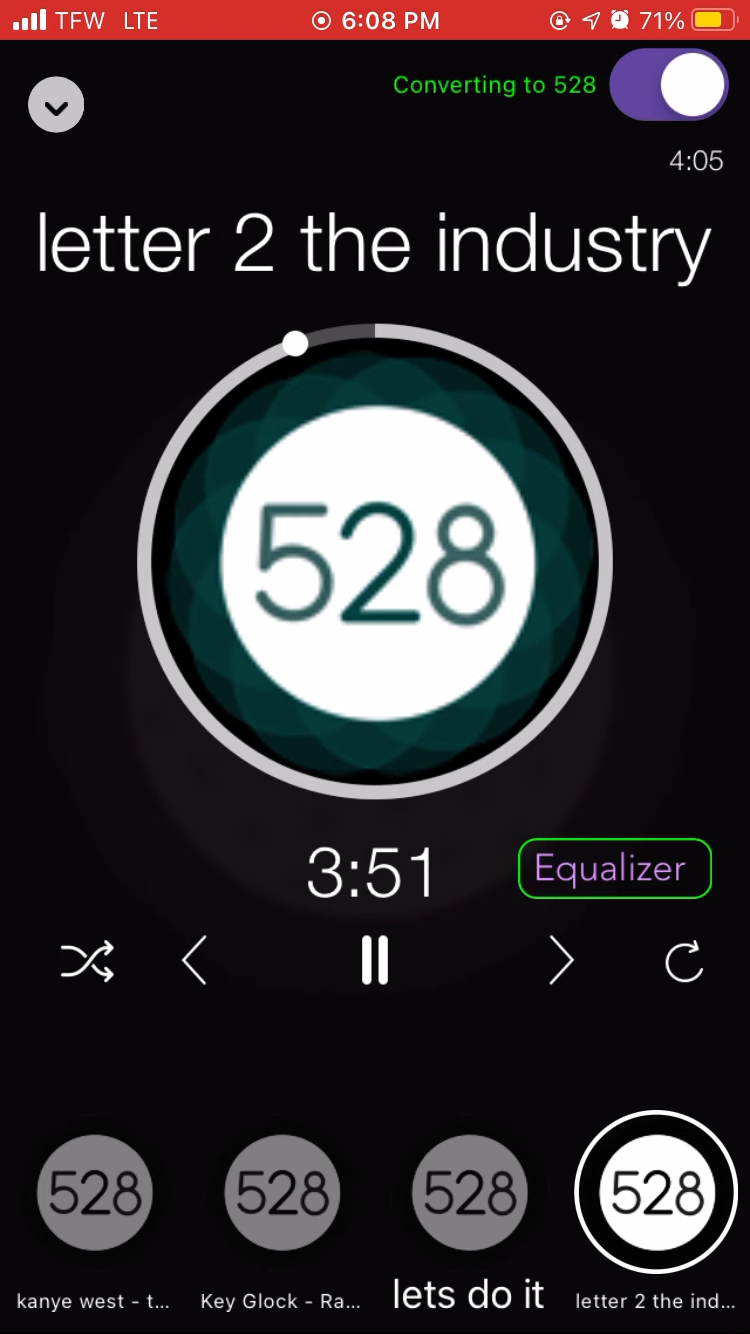 TFW LTE 6:08 PM 71%
Converting to 528
4:05
letter 2 the industry
528
3:51
Equalizer
528 528 528 528
kanye west - t... Key Glock - Ra... lets do it letter 2 the ind...